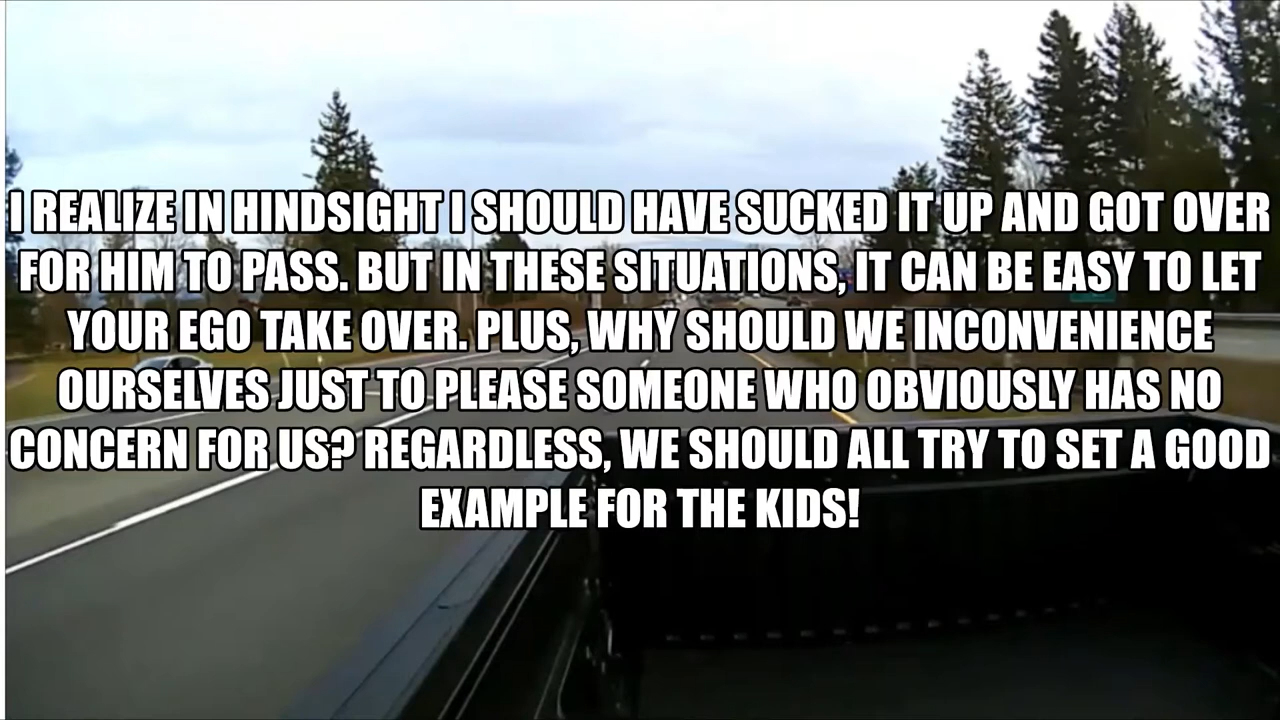 I REALIZE IN HINDSIGHT I SHOULD HAVE SUCKED IT UP AND GOT OVER
FOR HIM TO PASS. BUT IN THESE SITUATIONS, IT CAN BE EASY TO LET
YOUR EGO TAKE OVER. PLUS, WHY SHOULD WE INCONVENIENCE
OURSELVES JUST TO PLEASE SOMEONE WHO OBVIOUSLY HAS NO
CONCERN FOR US? REGARDLESS, WE SHOULD ALL TRY TO SET A GOOD
EXAMPLE FOR THE KIDS!